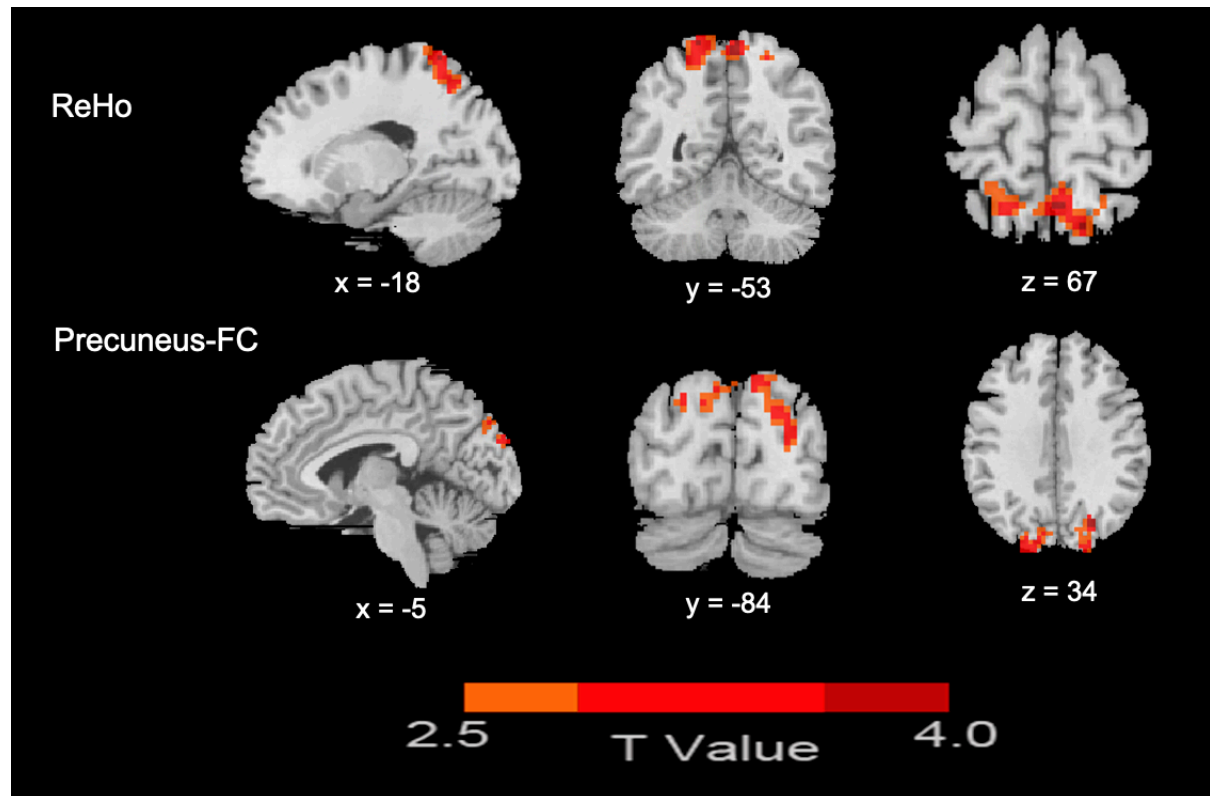 ReHo
x = -18
y = -53
z = 67
Precuneus-FC
x = -5
y = -84
z = 34
2.5
T Value
4.0